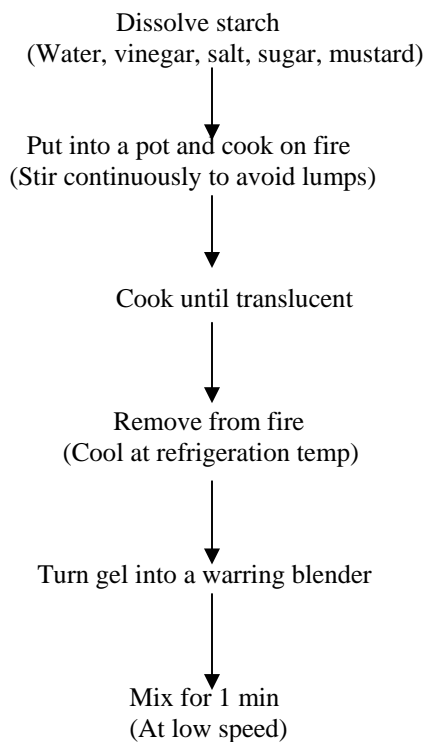 Dissolve starch
(Water, vinegar, salt, sugar, mustard)
Put into a pot and cook on fire
(Stir continuously to avoid lumps)
Cook until translucent
Remove from fire
(Cool at refrigeration temp)
Turn gel into a warring blender
Mix for 1 min
(At low speed)